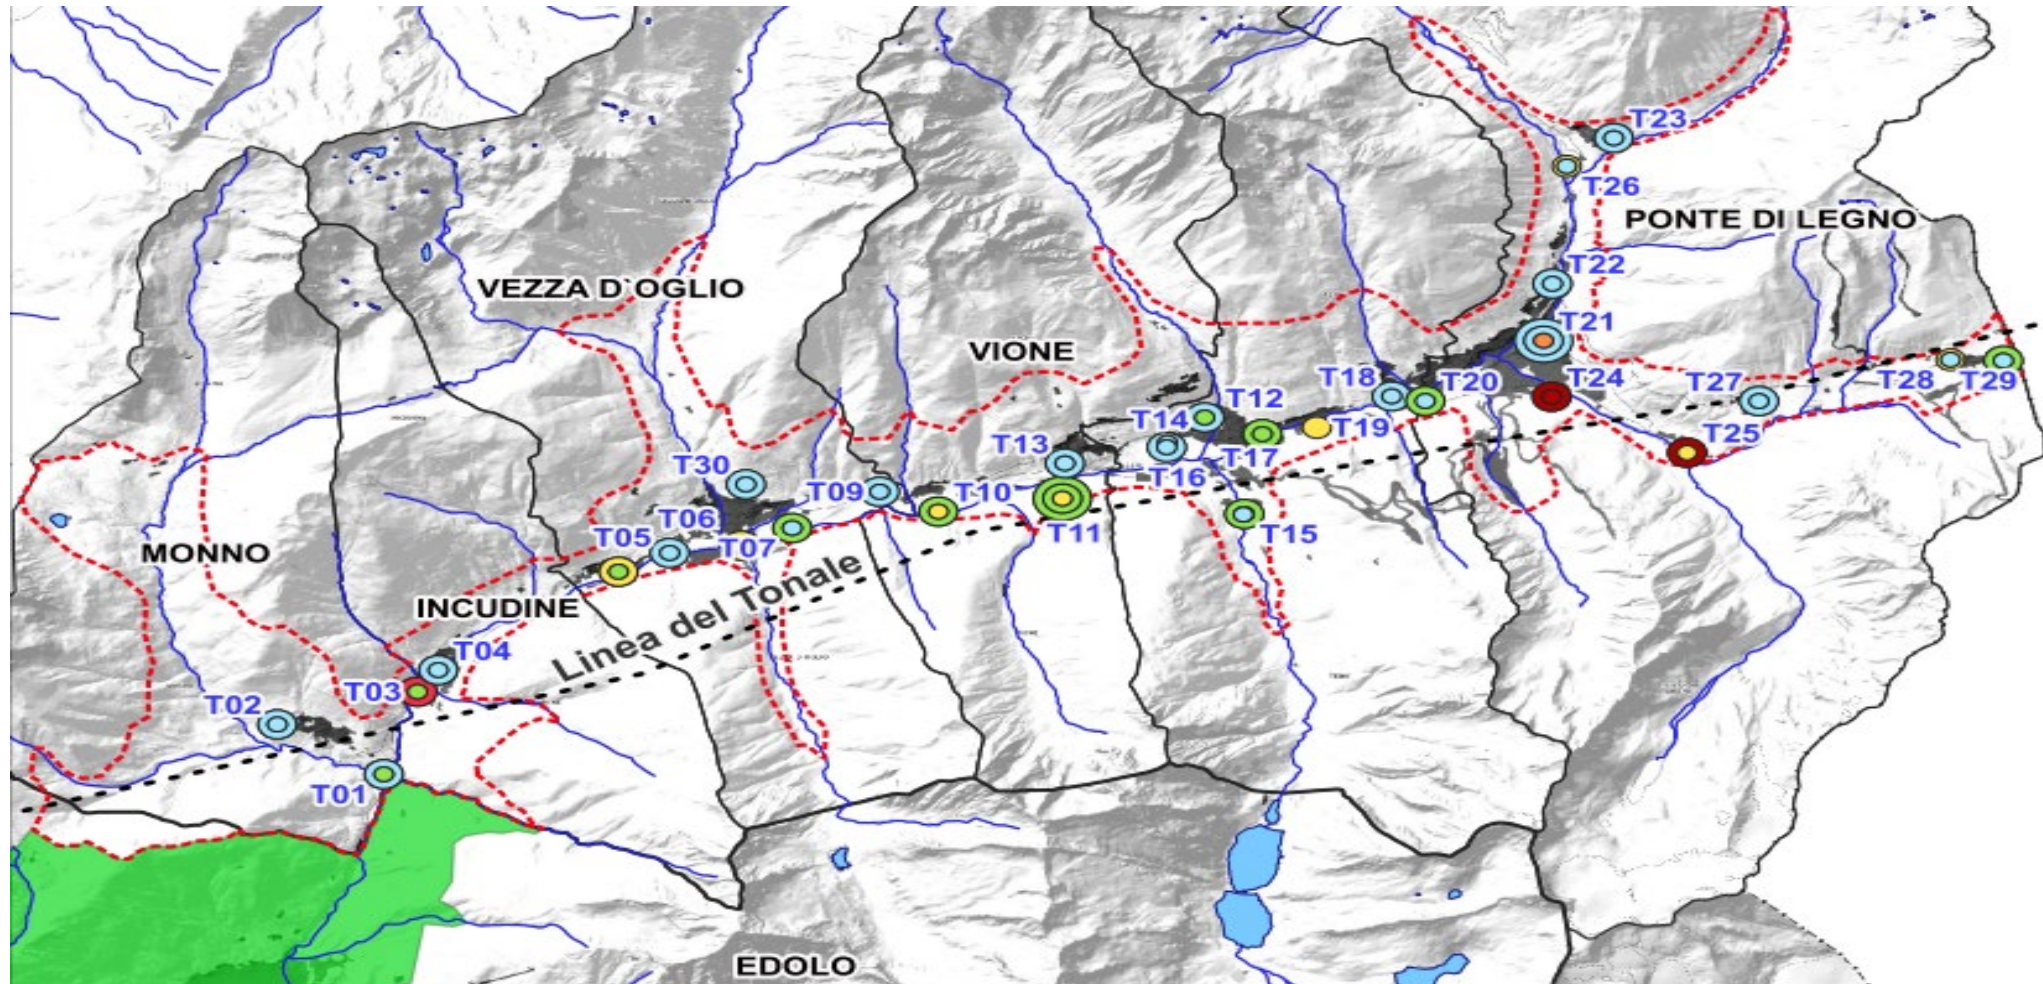 T23
T26
PONTE DI LEGNO
T22
VEZZA D`OGLIO
T21
VIONE
T18
T20
T24
T27
T28
T29
T14
T12
T19
T13
T25
T30
T09
T10
T16
T17
T06
T11
T15
MONNO
T05
T07
INCUDINE
Linea del Tonale
T04
T03
T02
T01
EDOLO